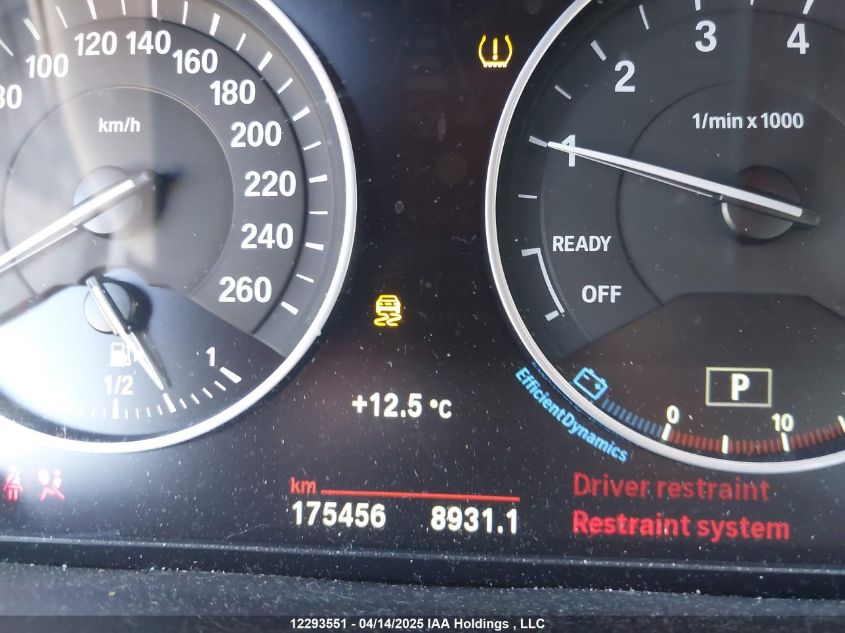 80
100
120
140
160
180
200
220
240
260
km/h
1/2
1
+12.5 °C
km
175456 8931.1
1
2
3
4
1/min x 1000
READY
OFF
P
EfficientDynamics
0
10
Driver restraint
Restraint system
12293551 - 04/14/2025 IAA Holdings , LLC